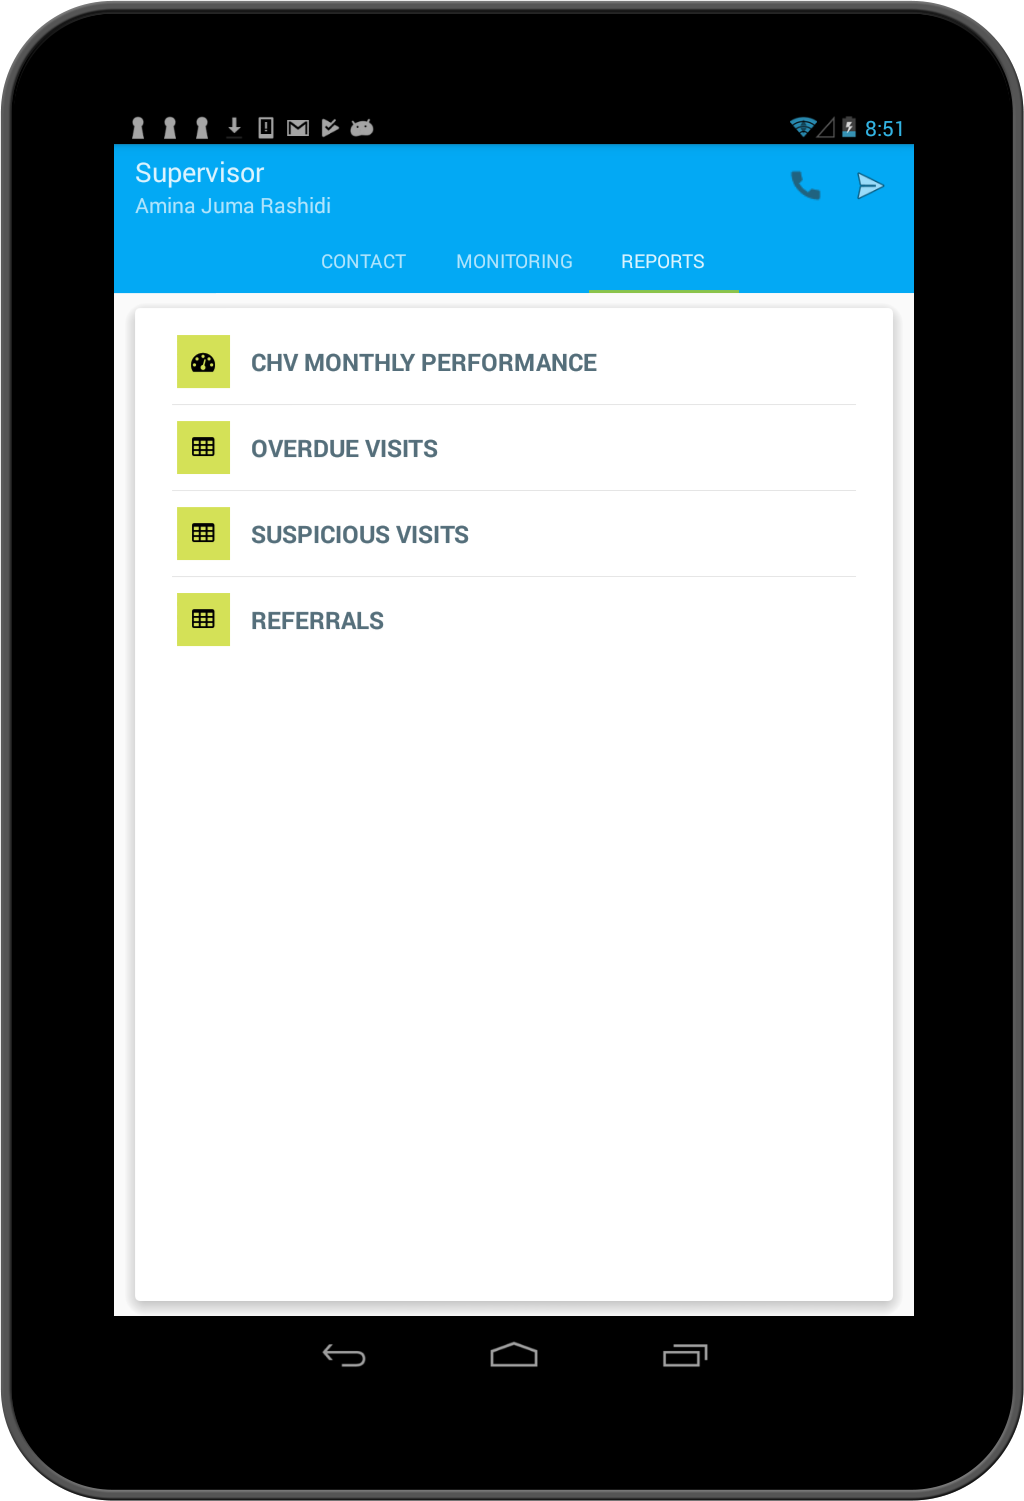 8:51
Supervisor
Amina Juma Rashidi
CONTACT MONITORING REPORTS
CHV MONTHLY PERFORMANCE
OVERDUE VISITS
SUSPICIOUS VISITS
REFERRALS